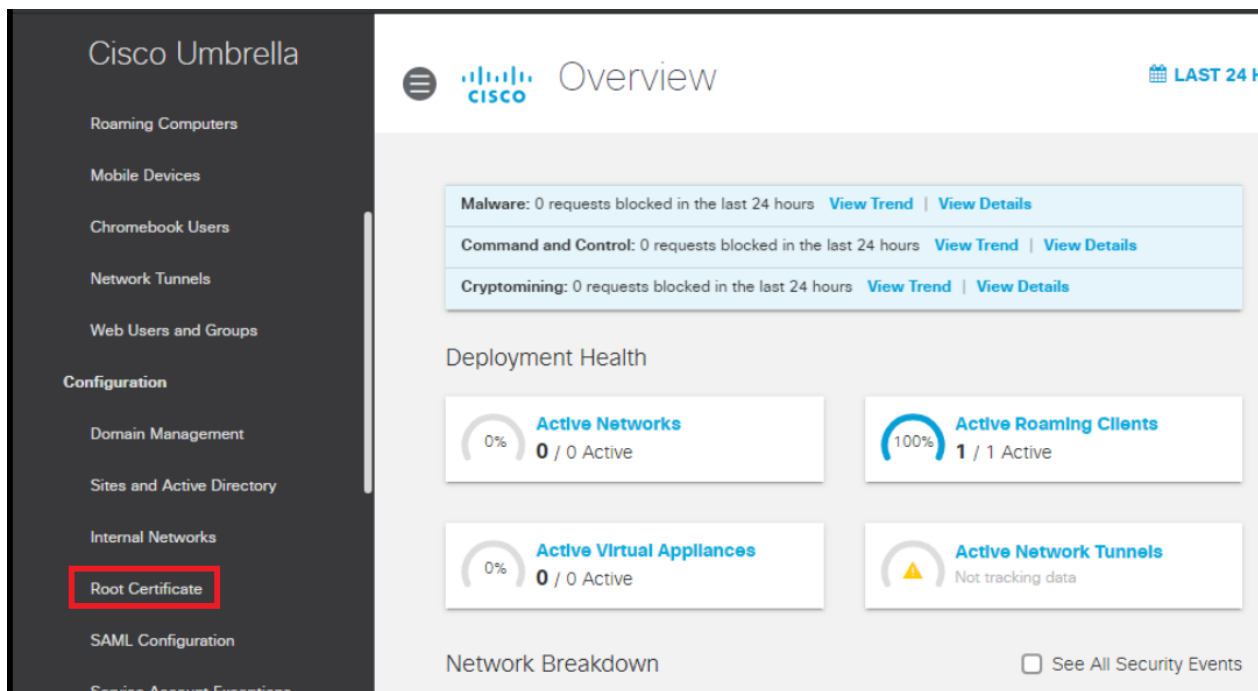 Cisco Umbrella
Roaming Computers
Mobile Devices
Chromebook Users
Network Tunnels
Web Users and Groups
Configuration
Domain Management
Sites and Active Directory
Internal Networks
Root Certificate
SAML Configuration
Service Account Exceptions
CISCO Overview
LAST 24 H
Malware: 0 requests blocked in the last 24 hours View Trend | View Details
Command and Control: 0 requests blocked in the last 24 hours View Trend | View Details
Cryptomining: 0 requests blocked in the last 24 hours View Trend | View Details
Deployment Health
0% Active Networks
0 / 0 Active
100% Active Roaming Clients
1 / 1 Active
0% Active Virtual Appliances
0 / 0 Active
Active Network Tunnels
Not tracking data
Network Breakdown
See All Security Events